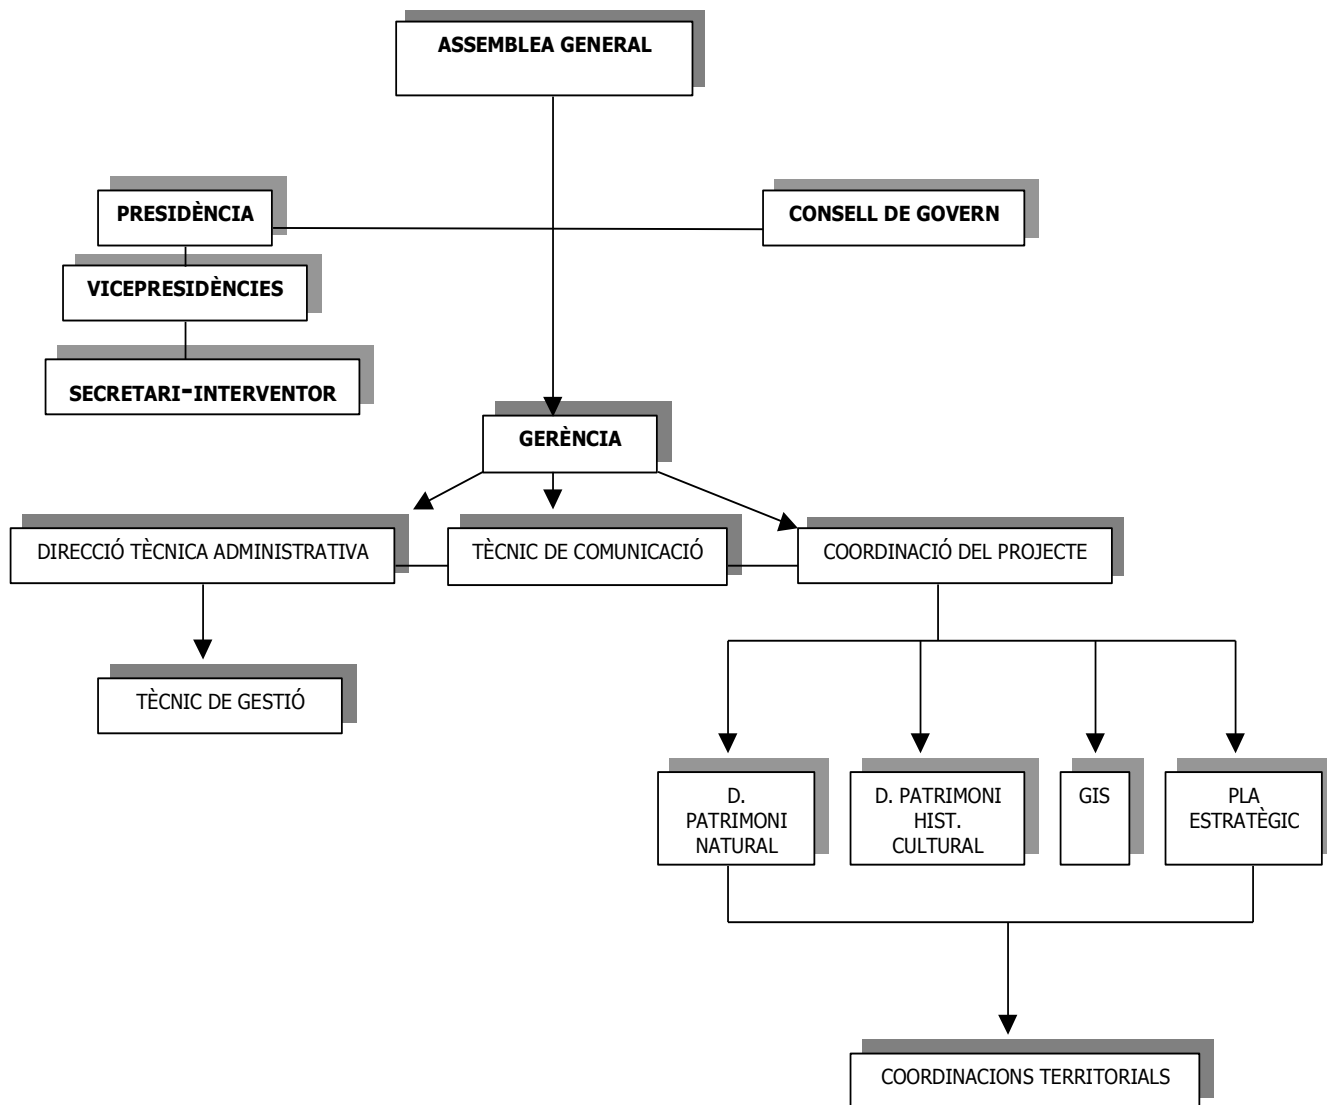 ASSEMBLEA GENERAL
PRESIDÈNCIA
CONSELL DE GOVERN
VICEPRESIDÈNCIES
SECRETARI-INTERVENTOR
GERÈNCIA
DIRECCIÓ TÈCNICA ADMINISTRATIVA
TÈCNIC DE COMUNICACIÓ
COORDINACIÓ DEL PROJECTE
TÈCNIC DE GESTIÓ
D.
PATRIMONI
NATURAL
D. PATRIMONI
HIST.
CULTURAL
GIS
PLA
ESTRATÈGIC
COORDINACIONS TERRITORIALS